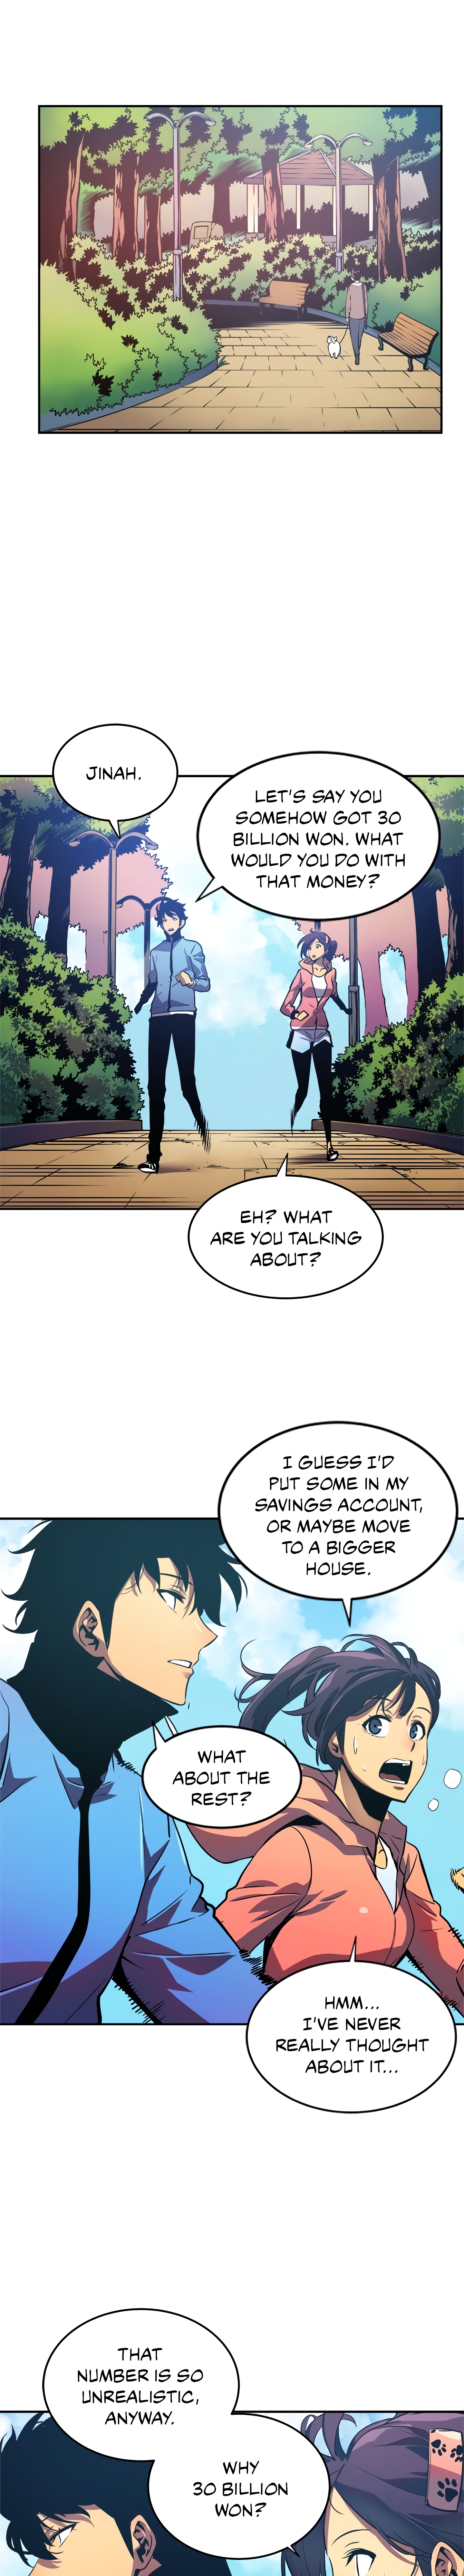 JINAH.
LET'S SAY YOU
SOMEHOW GOT 30
BILLION WON. WHAT
WOULD YOU DO WITH
THAT MONEY?
EH? WHAT
ARE YOU TALKING
ABOUT?
I GUESS I'D
PUT SOME IN MY
SAVINGS ACCOUNT,
OR MAYBE MOVE
TO A BIGGER
HOUSE.
WHAT
ABOUT THE
REST?
HMM...
I'VE NEVER
REALLY THOUGHT
ABOUT IT...
THAT
NUMBER IS SO
UNREALISTIC,
ANYWAY.
WHY
30 BILLION
WON?